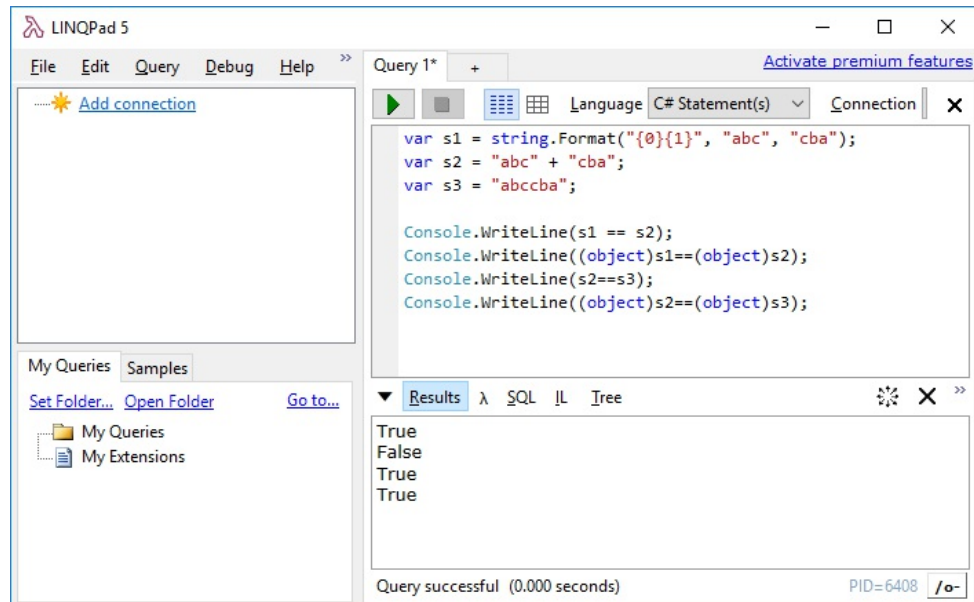 LINQPad 5
File Edit Query Debug Help »
Add connection
My Queries Samples
Set Folder... Open Folder Go to...
My Queries
My Extensions
Query 1* + Activate premium features
Language C# Statement(s) Connection
var s1 = string.Format("{0}{1}", "abc", "cba");
var s2 = "abc" + "cba";
var s3 = "abccba";
Console.WriteLine(s1 == s2);
Console.WriteLine((object)s1==(object)s2);
Console.WriteLine(s2==s3);
Console.WriteLine((object)s2==(object)s3);
Results λ SQL IL Tree »
True
False
True
True
Query successful (0.000 seconds) PID=6408 /o-